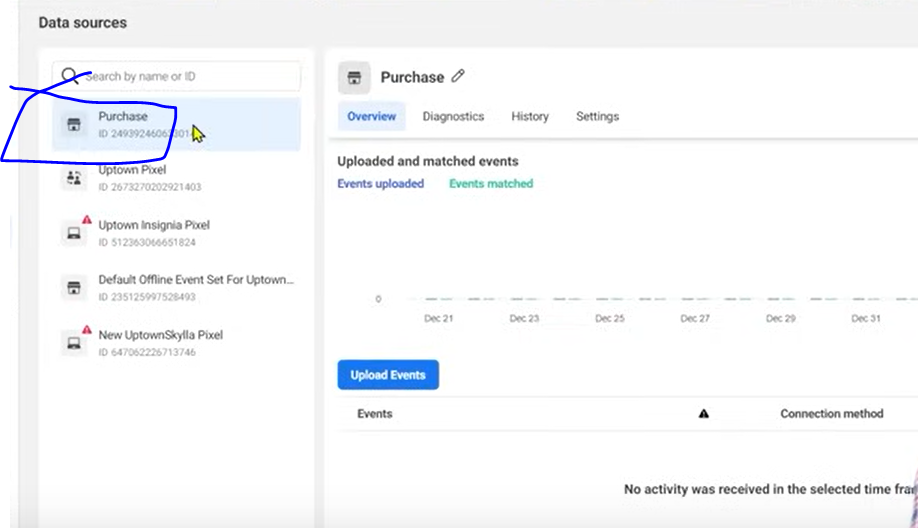 Data sources
Search by name or ID
Purchase
ID
Uptown Pixel
ID 2673270202921403
Uptown Insignia Pixel
ID 512363066651824
Default Offline Event Set For Uptown...
ID 235125997528493
New UptownSkylla Pixel
ID 647062226713746
Purchase
Overview Diagnostics History Settings
Uploaded and matched events
Events uploaded Events matched
0
Dec 21 Dec 23 Dec 25 Dec 27 Dec 29 Dec 31
Upload Events
Events Connection method
No activity was received in the selected time